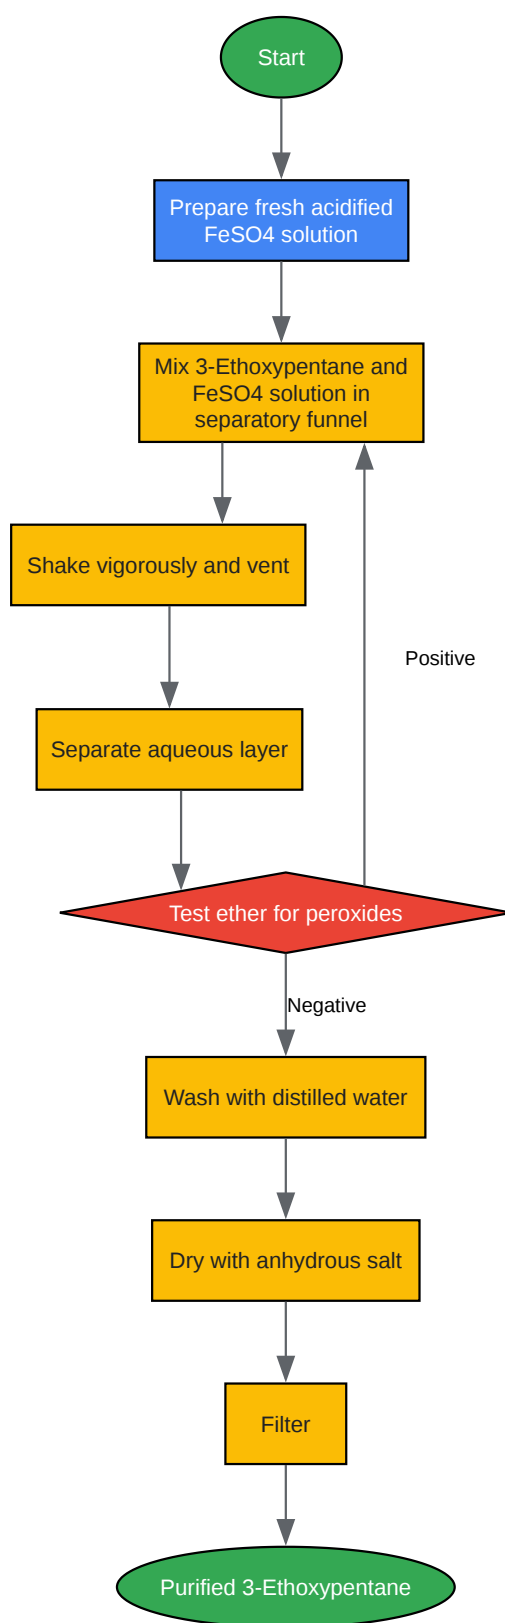 Start
Prepare fresh acidified
FeSO4 solution
Mix 3-Ethoxypentane and
FeSO4 solution in
separatory funnel
Shake vigorously and vent
Positive
Separate aqueous layer
Test ether for peroxides
Negative
Wash with distilled water
Dry with anhydrous salt
Filter
Purified 3-Ethoxypentane